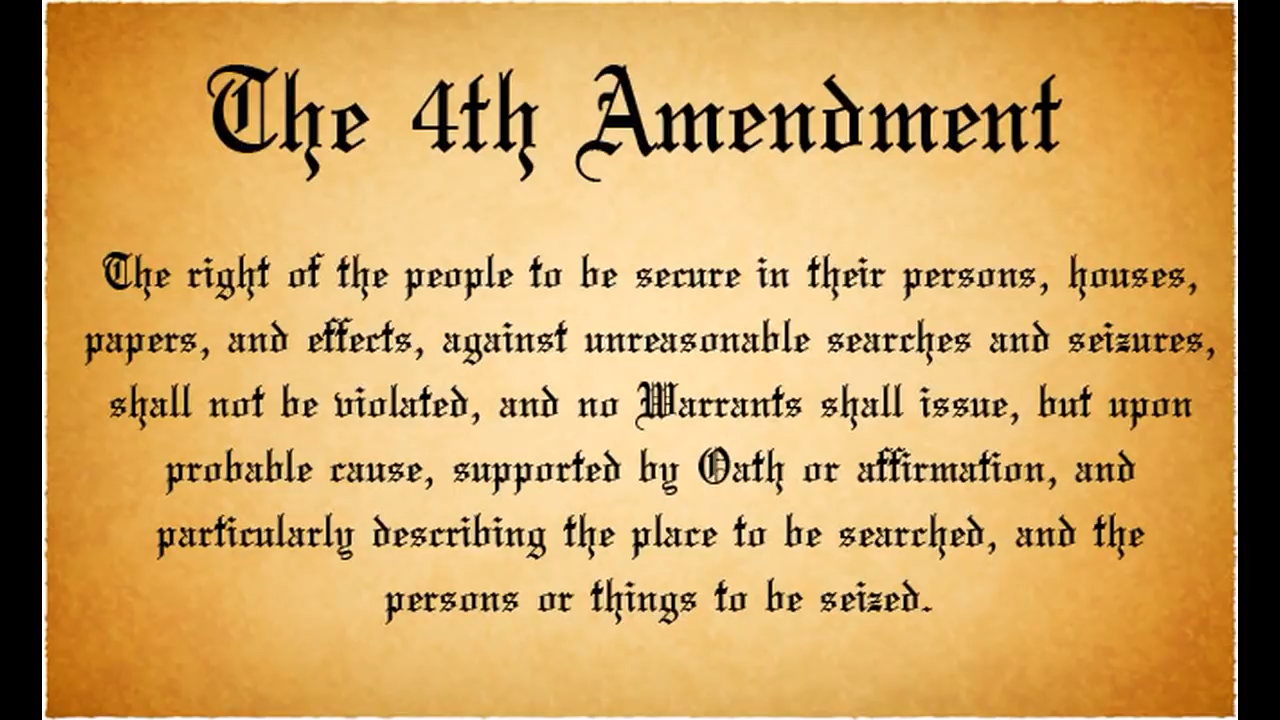 The 4th Amendment
The right of the people to be secure in their persons, houses,
papers, and effects, against unreasonable searches and seizures,
shall not be violated, and no Warrants shall issue, but upon
probable cause, supported by Oath or affirmation, and
particularly describing the place to be searched, and the
persons or things to be seized.